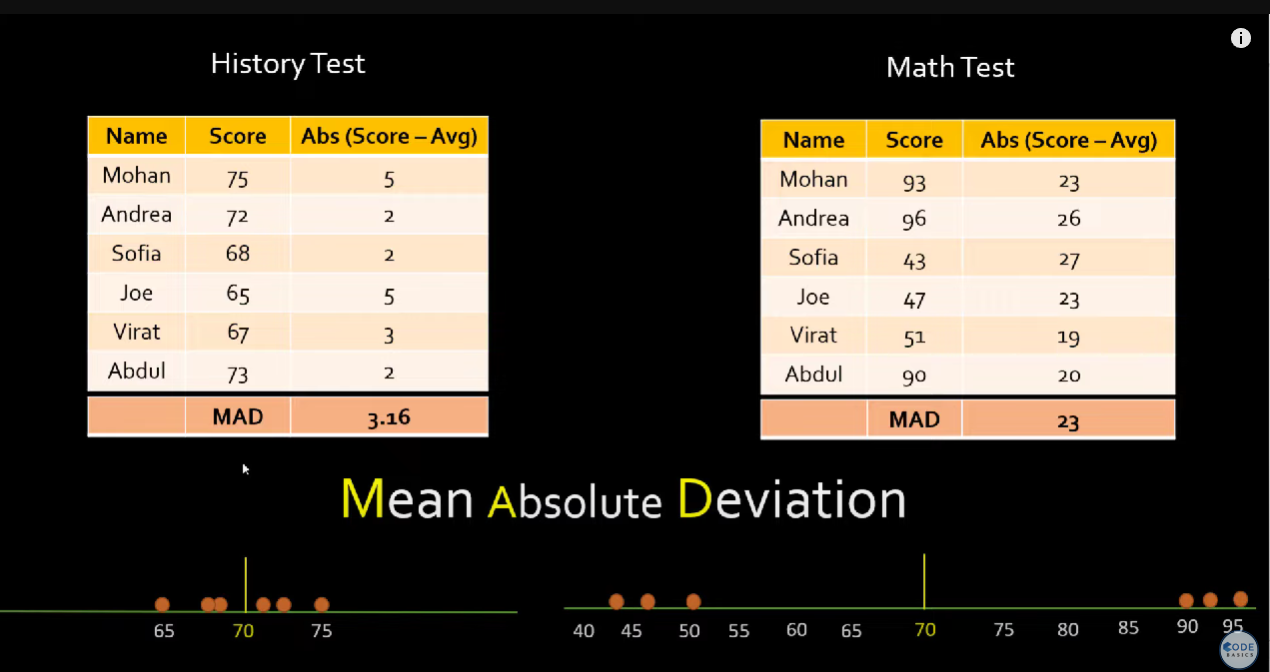 History Test
Name Score Abs (Score – Avg)
Mohan 75 5
Andrea 72 2
Sofia 68 2
Joe 65 5
Virat 67 3
Abdul 73 2
MAD 3.16
Math Test
Name Score Abs (Score – Avg)
Mohan 93 23
Andrea 96 26
Sofia 43 27
Joe 47 23
Virat 51 19
Abdul 90 20
MAD 23
Mean Absolute Deviation
65 70 75
40 45 50 55 60 65 70 75 80 85 90 95
i
CODE
BASICS